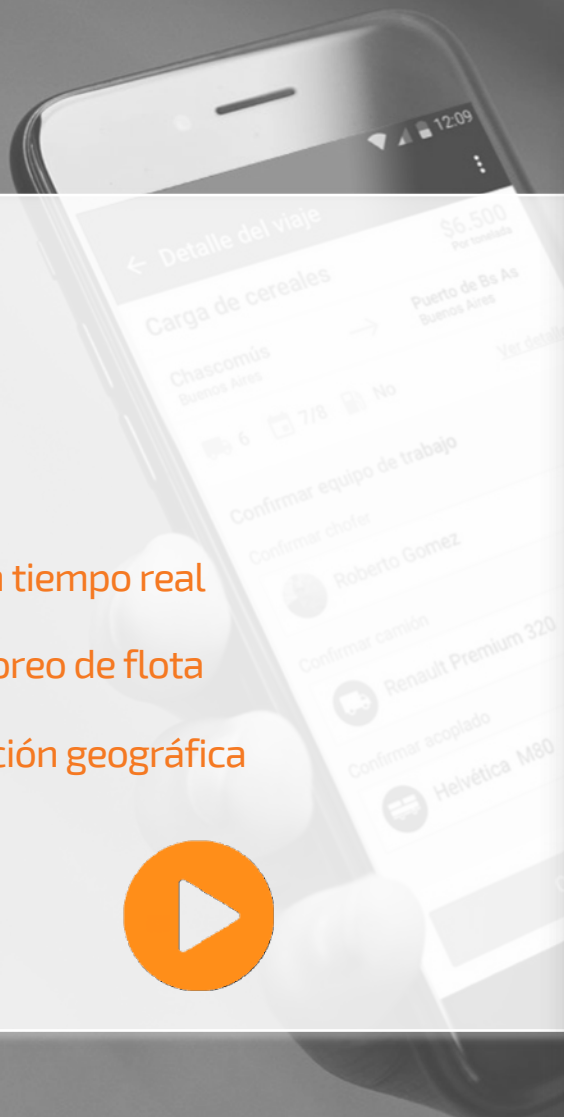 12:09
Detalle del viaje
Carga de cereales
$6.500
Por tonelada
Chascomús
Buenos Aires
Puerto de Bs As
Buenos Aires
Ver detalle
6 7/8 No
Confirmar equipo de trabajo
Confirmar chofer
Roberto Gomez
Confirmar camión
Renault Premium 320
Confirmar acoplado
Helvética M80
tiempo real
oreo de flota
ción geográfica